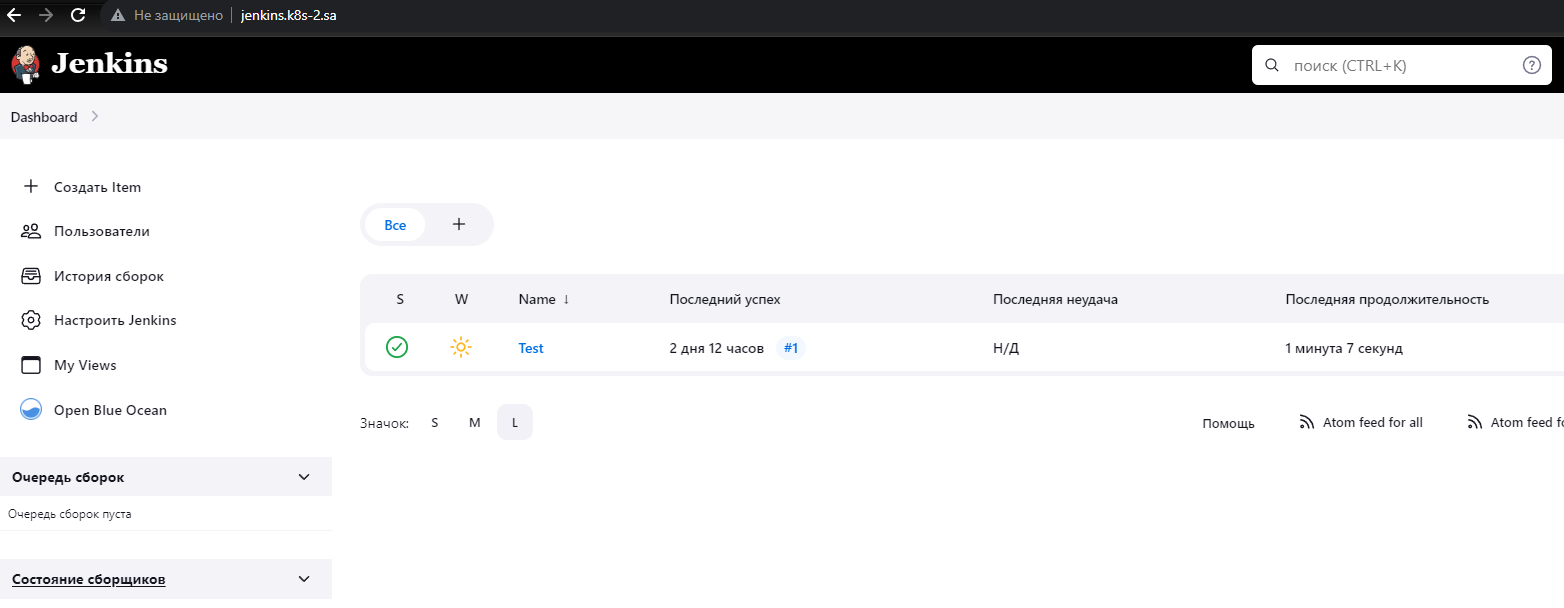 Не защищено jenkins.k8s-2.sa
Jenkins
поиск (CTRL+K)
Dashboard
Создать Item
Пользователи
История сборок
Настроить Jenkins
My Views
Open Blue Ocean
Очередь сборок
Очередь сборок пуста
Состояние сборщиков
Все
S W Name ↓ Последний успех Последняя неудача Последняя продолжительность
Test 2 дня 12 часов #1 Н/Д 1 минута 7 секунд
Значок: S M L Помощь Atom feed for all Atom feed